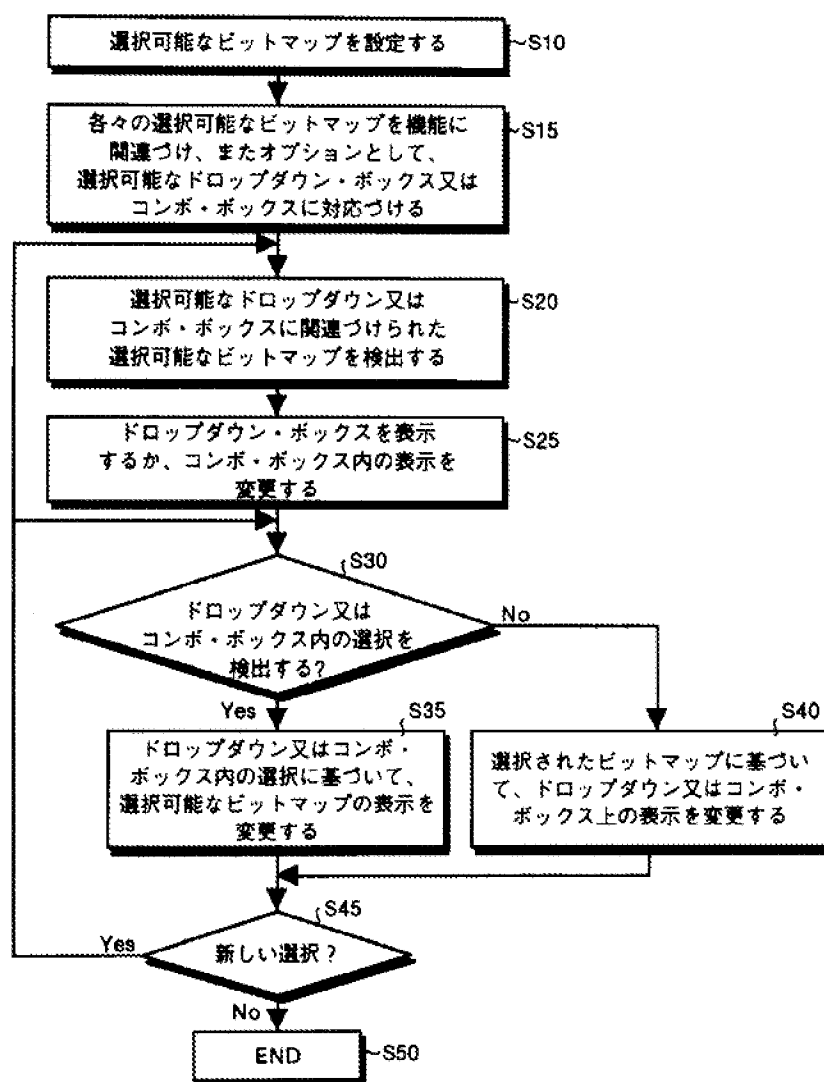 選択可能なビットマップを設定する
S10
各々の選択可能なビットマップを機能に
関連づけ、またオプションとして、
選択可能なドロップダウン・ボックス又は
コンボ・ボックスに対応づける
S15
選択可能なドロップダウン又は
コンボ・ボックスに関連づけられた
選択可能なビットマップを検出する
S20
ドロップダウン・ボックスを表示
するか、コンボ・ボックス内の表示を
変更する
S25
S30
ドロップダウン又は
コンボ・ボックス内の選択を
検出する?
No
Yes
S35
ドロップダウン又はコンボ・
ボックス内の選択に基づいて、
選択可能なビットマップの表示を
変更する
S40
選択されたビットマップに基づい
て、ドロップダウン又はコンボ・
ボックス上の表示を変更する
S45
Yes
新しい選択?
No
END
S50